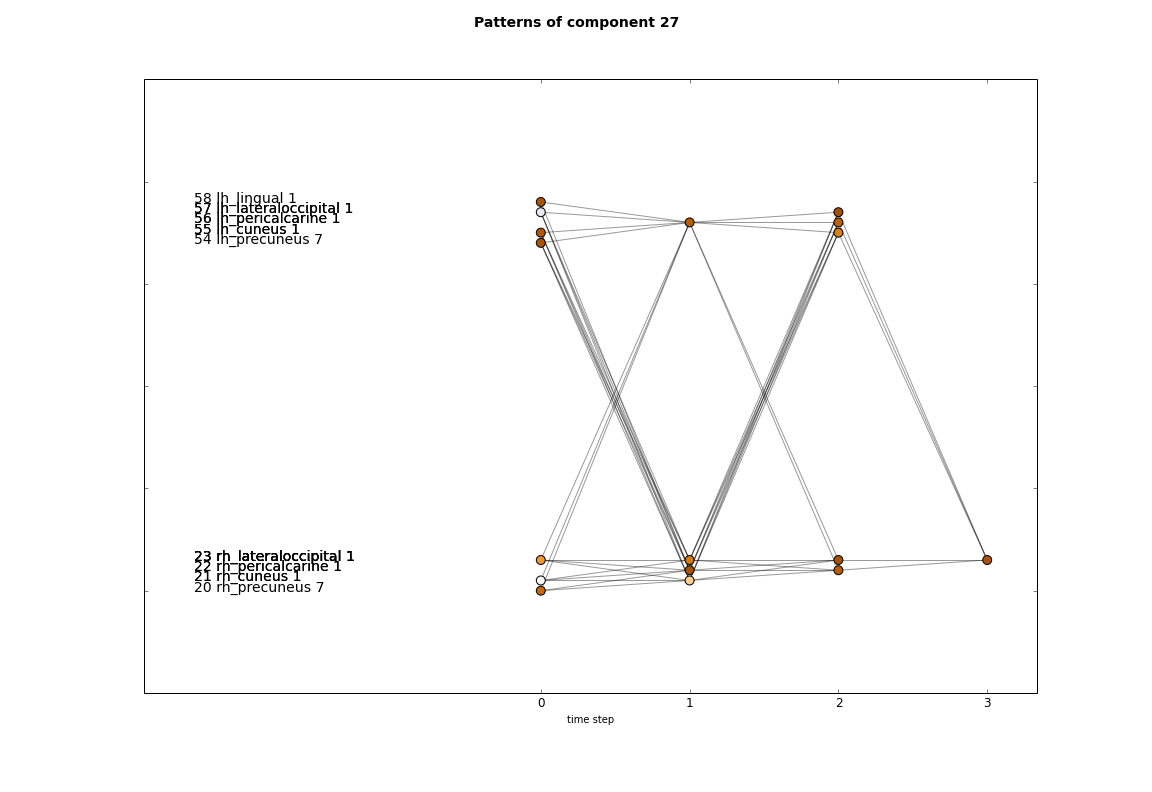 Patterns of component 27
58 lh_lingual 1
57 lh_lateraloccipital 1
56 lh_pericalcarine 1
55 lh_cuneus 1
54 lh_precuneus 7
23 rh_lateraloccipital 1
22 rh_pericalcarine 1
21 rh_cuneus 1
20 rh_precuneus 7
0 1 2 3
time step